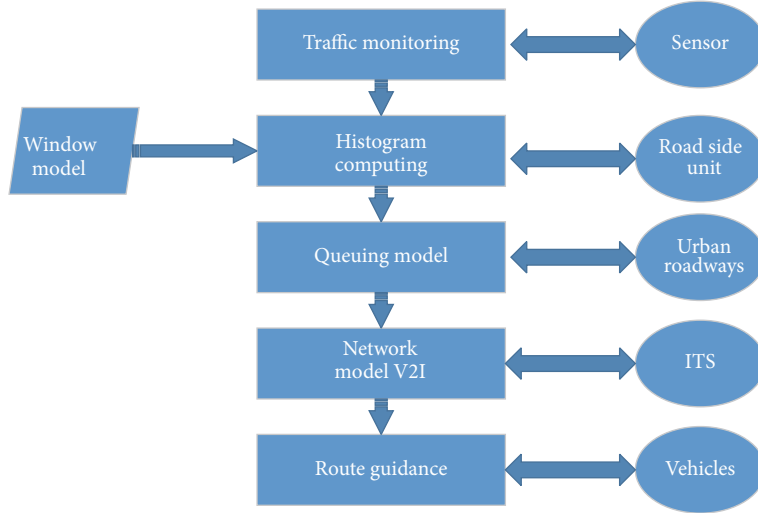 Traffic monitoring
Sensor
Window
model
Histogram
computing
Road side
unit
Queuing model
Urban
roadways
Network
model V2I
ITS
Route guidance
Vehicles